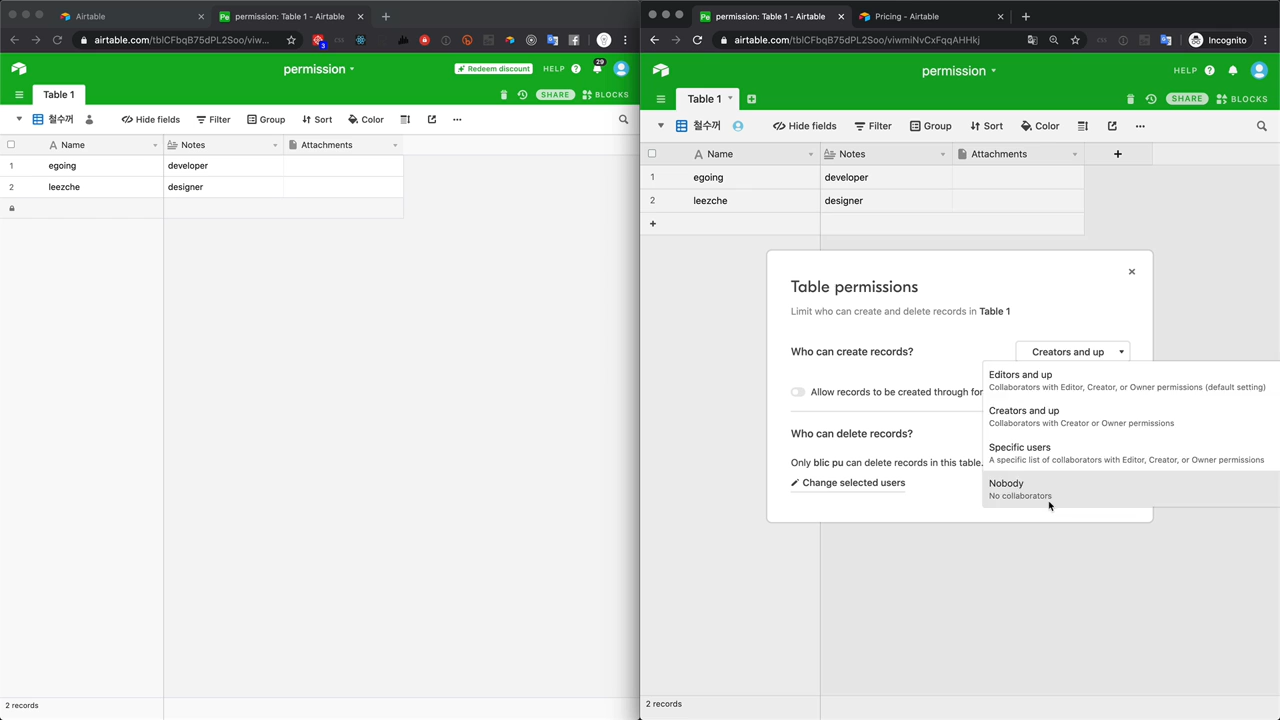 Airtable
permission: Table 1 - Airtable
airtable.com/tblCFbqB75dPL2Soo/viw...
3
permission
Redeem discount
HELP
29
Table 1
SHARE
BLOCKS
철수꺼
Hide fields
Filter
Group
Sort
Color
Name
Notes
Attachments
1
egoing
developer
2
leezche
designer
2 records
permission: Table 1 - Airtable
Pricing - Airtable
airtable.com/tblCFbqB75dPL2Soo/viwmiNvCxFqqAHHkj
Incognito
permission
HELP
Table 1
SHARE
BLOCKS
철수꺼
Hide fields
Filter
Group
Sort
Color
Name
Notes
Attachments
1
egoing
developer
2
leezche
designer
Table permissions
Limit who can create and delete records in Table 1
Who can create records?
Creators and up
Allow records to be created through for
Editors and up
Collaborators with Editor, Creator, or Owner permissions (default setting)
Creators and up
Collaborators with Creator or Owner permissions
Specific users
A specific list of collaborators with Editor, Creator, or Owner permissions
Nobody
No collaborators
Who can delete records?
Only blic pu can delete records in this table.
Change selected users
2 records